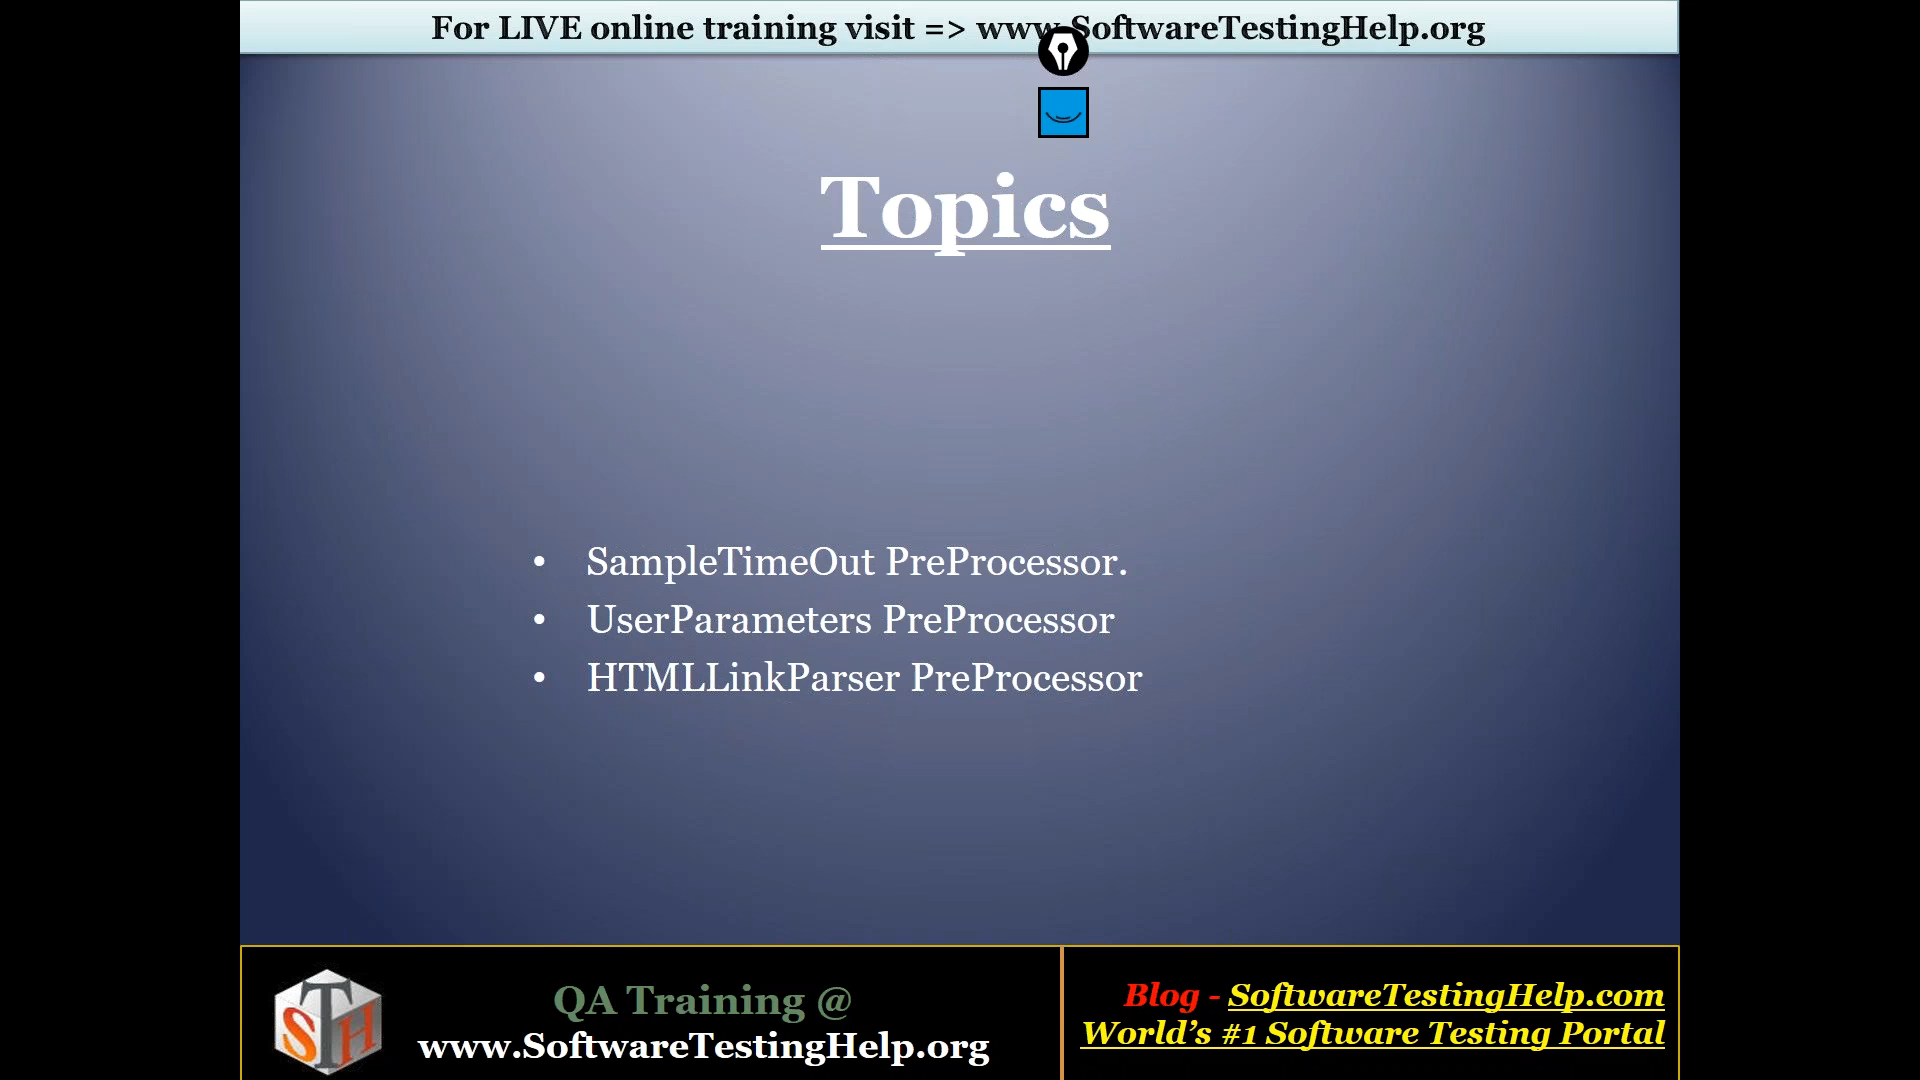 For LIVE online training visit => www.SoftwareTestingHelp.org
Topics
• SampleTimeOut PreProcessor.
• UserParameters PreProcessor
• HTMLLinkParser PreProcessor
STH
QA Training @
www.SoftwareTestingHelp.org
Blog - SoftwareTestingHelp.com
World's #1 Software Testing Portal